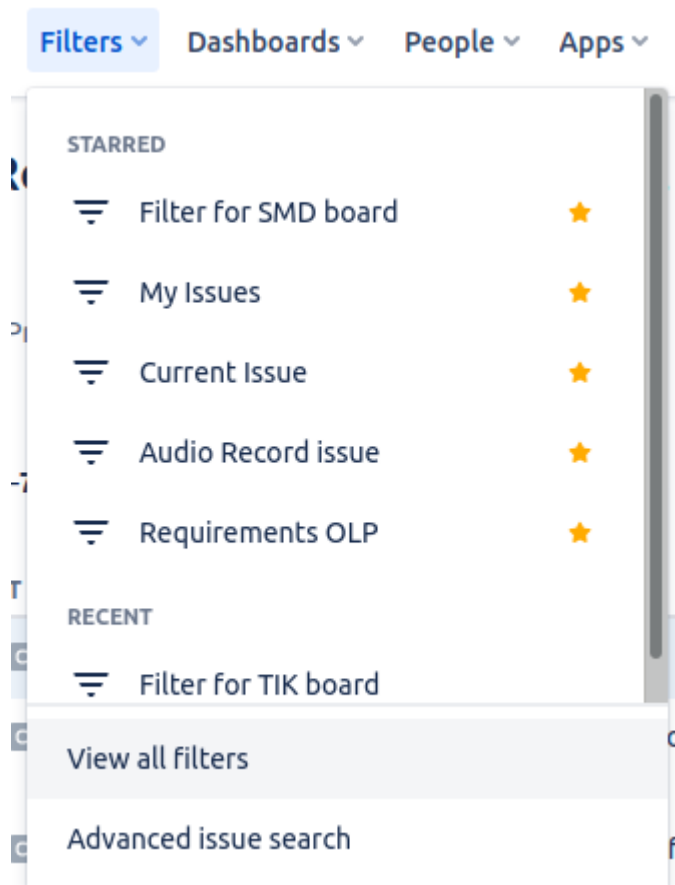 Filters Dashboards People Apps
STARRED
Filter for SMD board
My Issues
Current Issue
Audio Record issue
Requirements OLP
RECENT
Filter for TIK board
View all filters
Advanced issue search